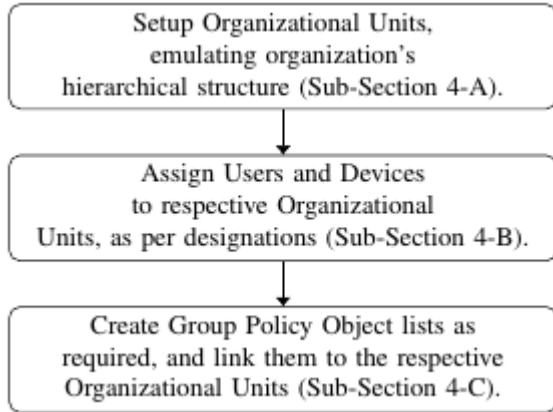 Setup Organizational Units,
emulating organization's
hierarchical structure (Sub-Section 4-A).
Assign Users and Devices
to respective Organizational
Units, as per designations (Sub-Section 4-B).
Create Group Policy Object lists as
required, and link them to the respective
Organizational Units (Sub-Section 4-C).